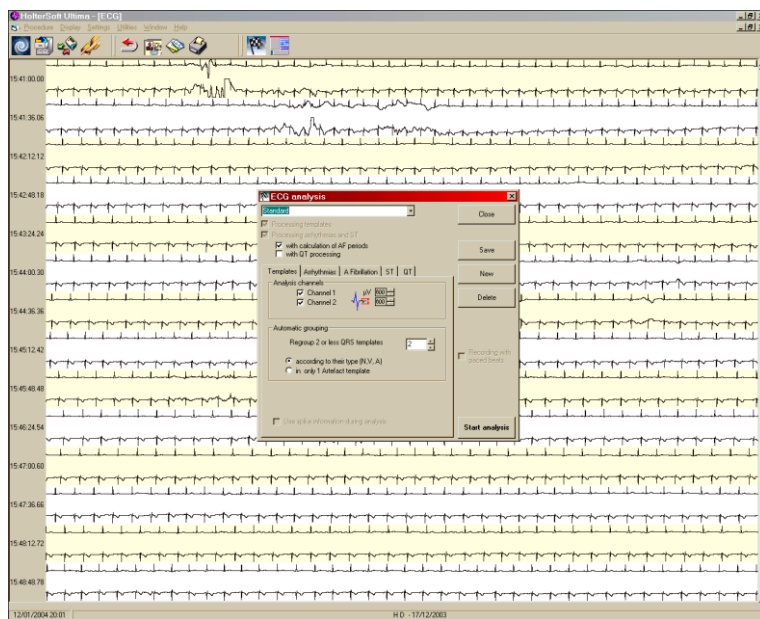 HolterSoft Ultima - [ECG]
Procedure Display Settings Utilities Window Help
15:41:00.00
15:41:36.06
15:42:12.12
15:42:48.18
15:43:24.24
15:44:00.30
15:44:36.36
15:45:12.42
15:45:48.48
15:46:24.54
15:47:00.60
15:47:36.66
15:48:12.72
15:48:48.78
ECG analysis
Standard
Close
Processing templates
Processing arrhythmias and ST
with calculation of AF periods
with QT processing
Save
New
Delete
Templates Arrhythmias A Fibrillation ST QT
Analysis channels
Channel 1 µV 600
Channel 2 600
Automatic grouping
Regroup 2 or less QRS templates 2
according to their type (N,V, A)
in only 1 Artefact template
Recording with
paced beats
Use spike information during analysis
Start analysis
12/01/2004 20:01 H D - 17/12/2003